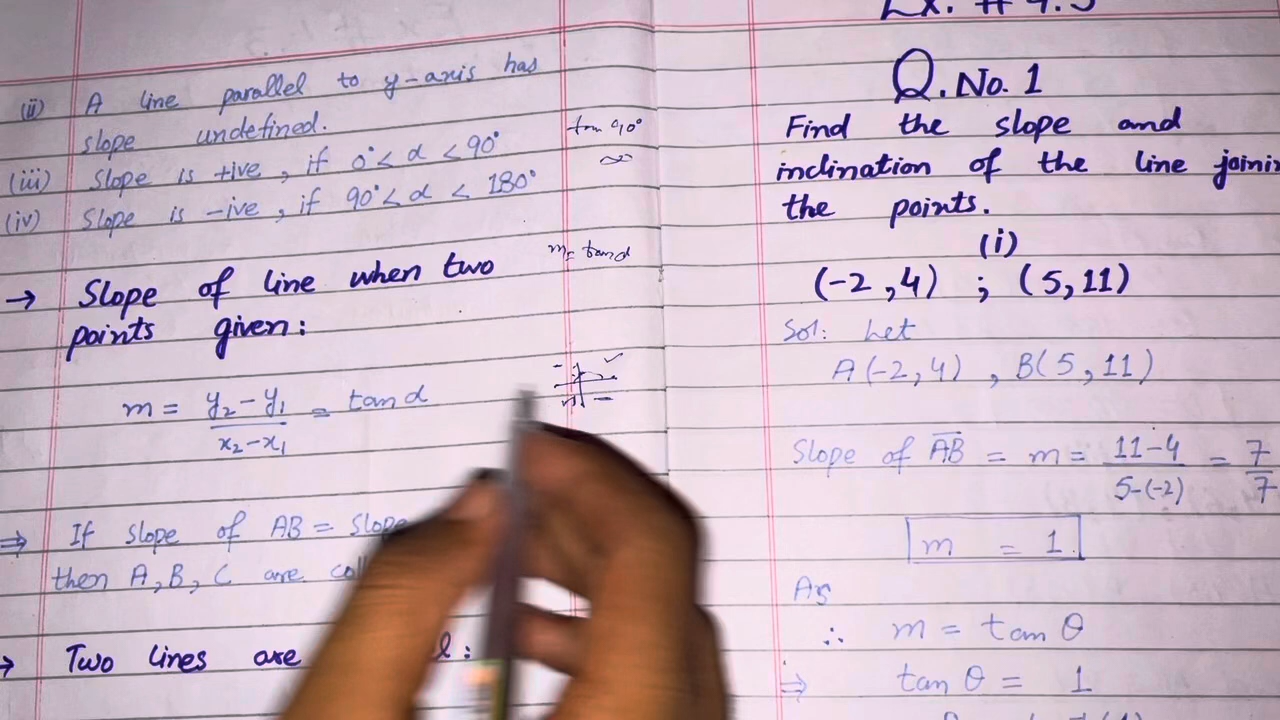 (ii) A line parallel to y-axis has
slope undefined.
(iii) Slope is +ive, if 0°< α < 90°
(iv) Slope is -ive, if 90°< α < 180°
tan 90°
∞
m= tan α
→ Slope of line when two
points given:
m = y₂ - y₁ / x₂ - x₁ = tan α
⇒ If slope of AB = Slope
then A, B, C are
→ Two lines are
Ex. # 4.3
Q. No. 1
Find the slope and
inclination of the line joinin
the points.
(i)
(-2, 4) ; (5, 11)
Sol: Let
A(-2, 4) , B(5, 11)
Slope of A̅B̅ = m = 11-4 / 5-(-2) = 7/7
m = 1
As
∴ m = tan θ
⇒ tan θ = 1